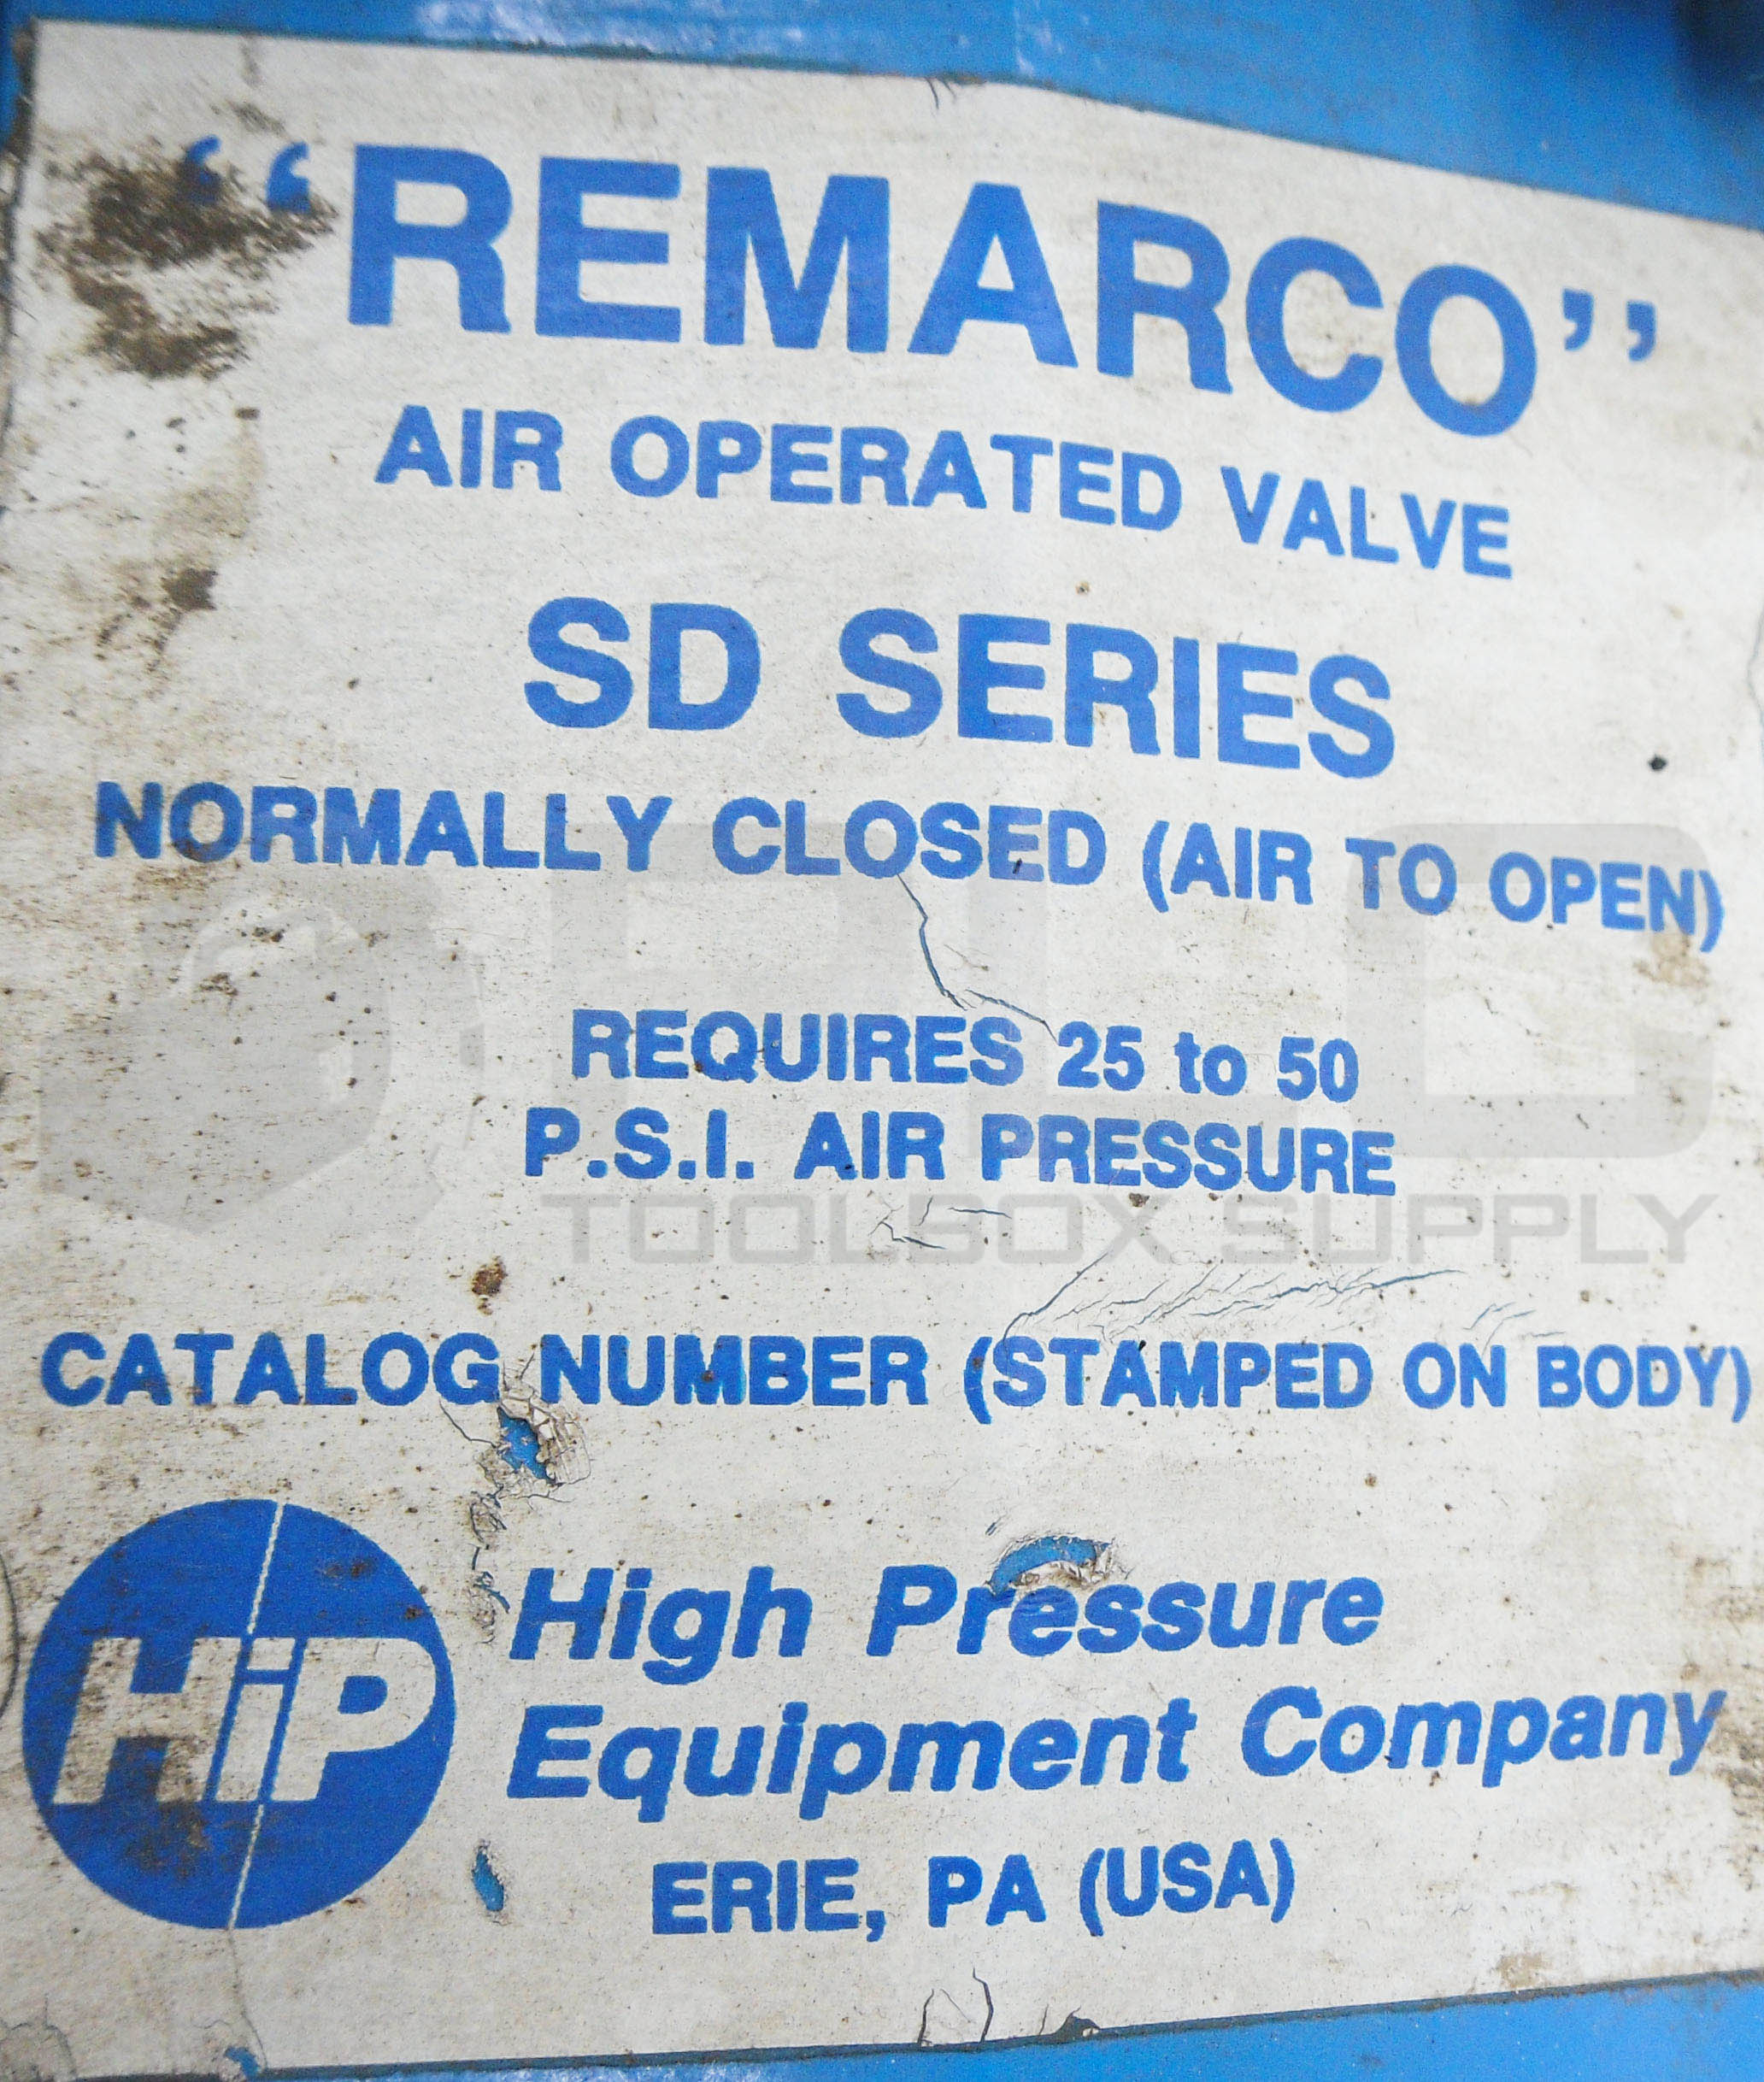 “REMARCO”
AIR OPERATED VALVE
SD SERIES
NORMALLY CLOSED (AIR TO OPEN)
REQUIRES 25 to 50
P.S.I. AIR PRESSURE
TOOLBOX SUPPLY
CATALOG NUMBER (STAMPED ON BODY)
HiP
High Pressure
Equipment Company
ERIE, PA (USA)